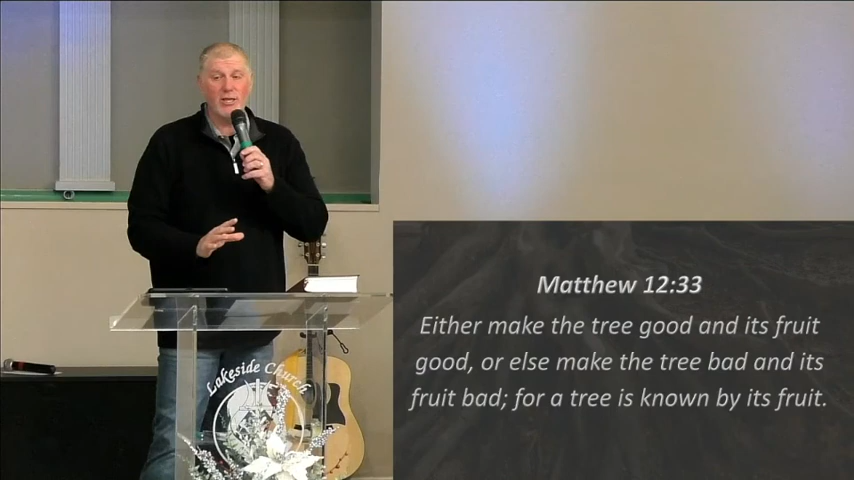 Matthew 12:33
Either make the tree good and its fruit
good, or else make the tree bad and its
fruit bad; for a tree is known by its fruit.
Lakeside Church